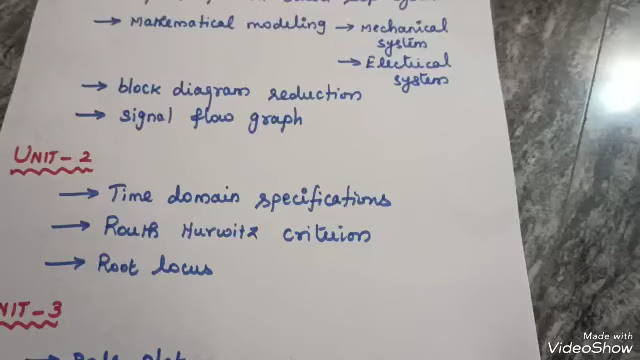 → Mathematical modeling → Mechanical system
→ Electrical system
→ block diagram reduction
→ signal flow graph
UNIT-2
→ Time domain specifications
→ Routh Hurwitz criterion
→ Root locus
UNIT-3
Made with
VideoShow